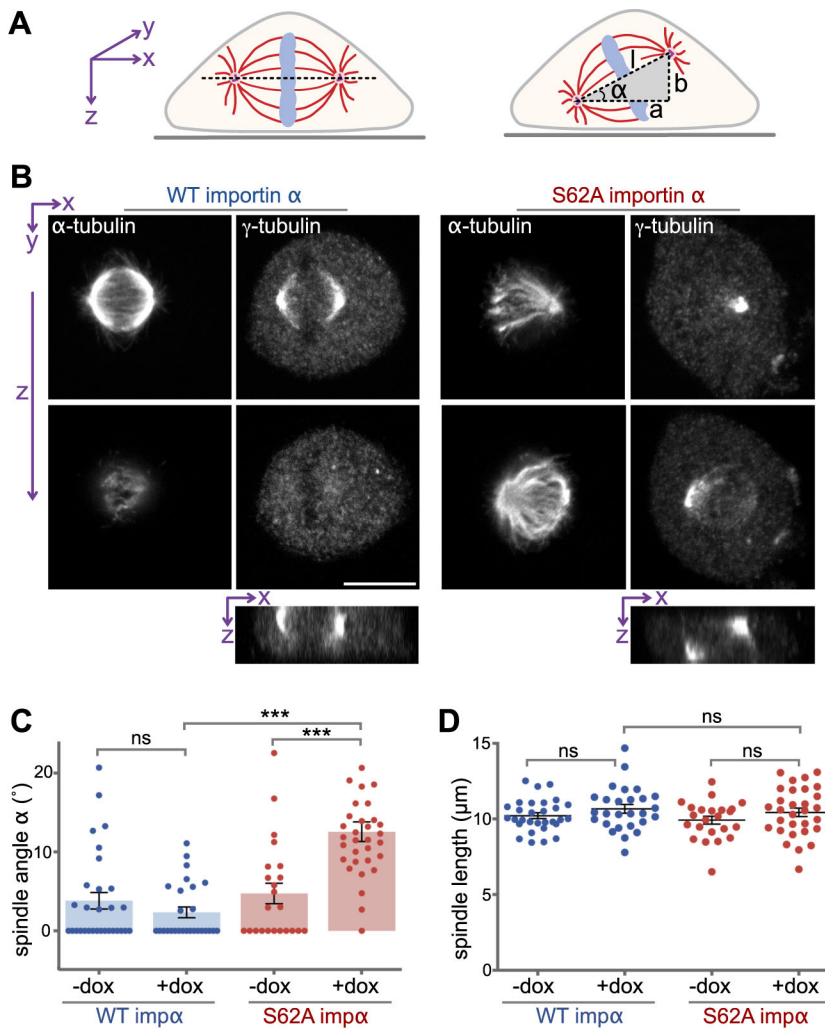 A
y
x
z
l
α
b
a
B
x
y
z
WT importin α
S62A importin α
α-tubulin
γ-tubulin
α-tubulin
γ-tubulin
x
z
x
z
C
spindle angle α (°)
20
10
0
ns
***
***
-dox
+dox
-dox
+dox
WT impα
S62A impα
D
spindle length (μm)
15
10
5
0
ns
ns
ns
-dox
+dox
-dox
+dox
WT impα
S62A impα